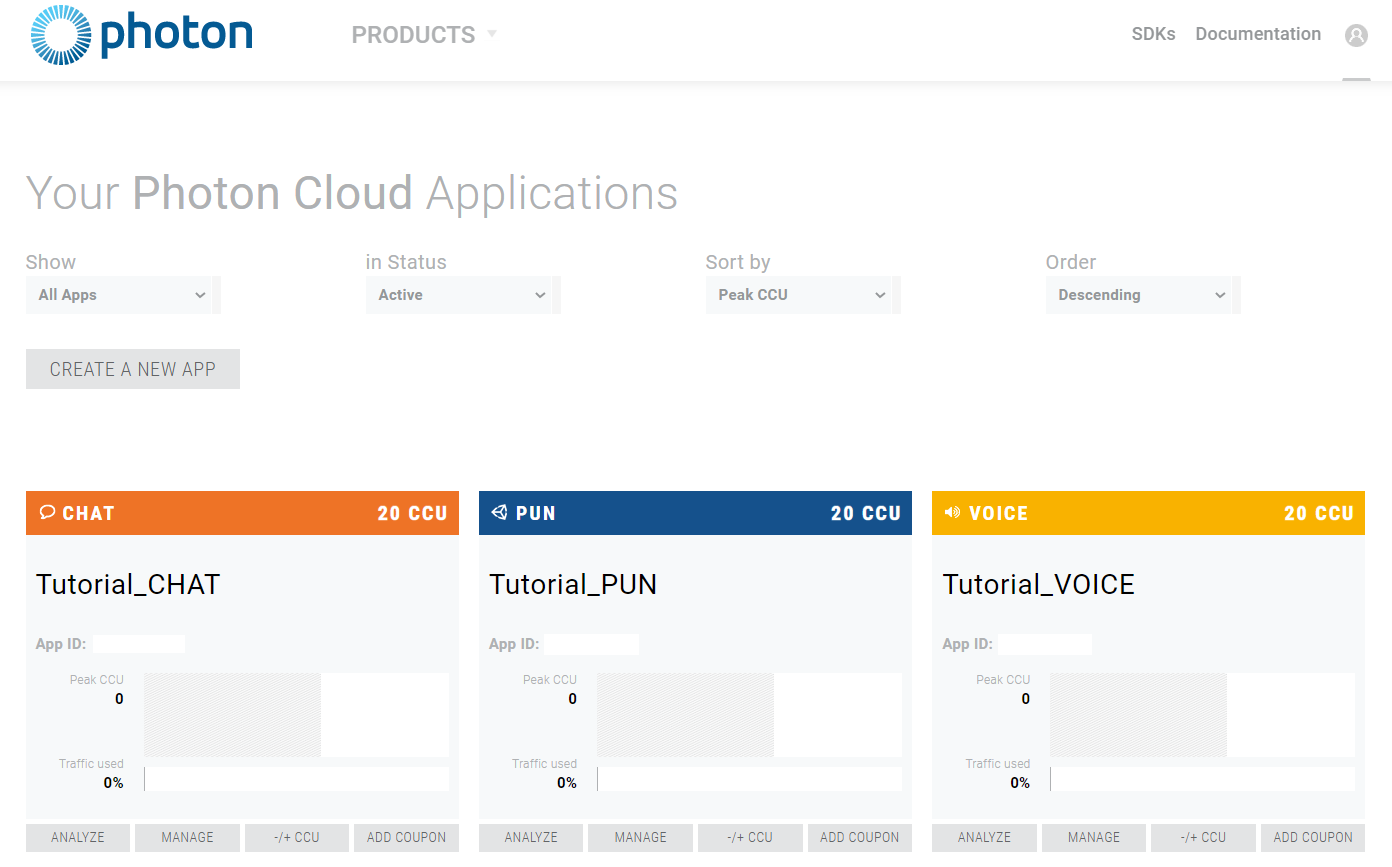 photon PRODUCTS SDKs Documentation
Your Photon Cloud Applications
Show in Status Sort by Order
All Apps Active Peak CCU Descending
CREATE A NEW APP
CHAT 20 CCU PUN 20 CCU VOICE 20 CCU
Tutorial_CHAT Tutorial_PUN Tutorial_VOICE
App ID: App ID: App ID:
Peak CCU Peak CCU Peak CCU
0 0 0
Traffic used Traffic used Traffic used
0% 0% 0%
ANALYZE MANAGE -/+ CCU ADD COUPON ANALYZE MANAGE -/+ CCU ADD COUPON ANALYZE MANAGE -/+ CCU ADD COUPON